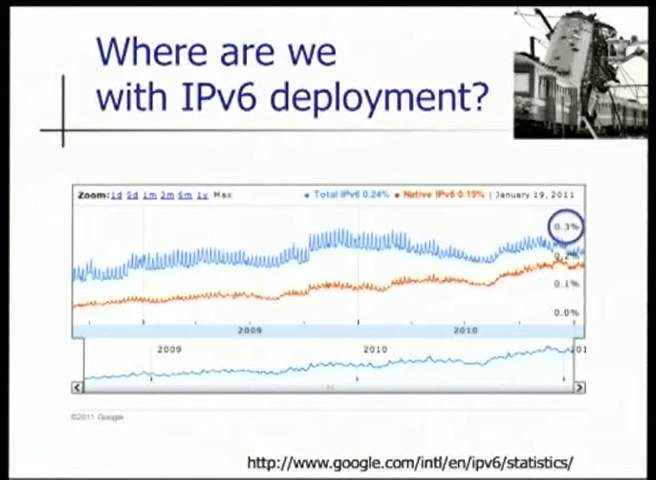 Where are we
with IPv6 deployment?
Zoom: 1d 5d 1m 3m 6m 1y Max
Total IPv6 0.24% Native IPv6 0.19% | January 19, 2011
0.3%
0.2%
0.1%
0.0%
2009 2010
2009 2010 201
©2011 Google
http://www.google.com/intl/en/ipv6/statistics/